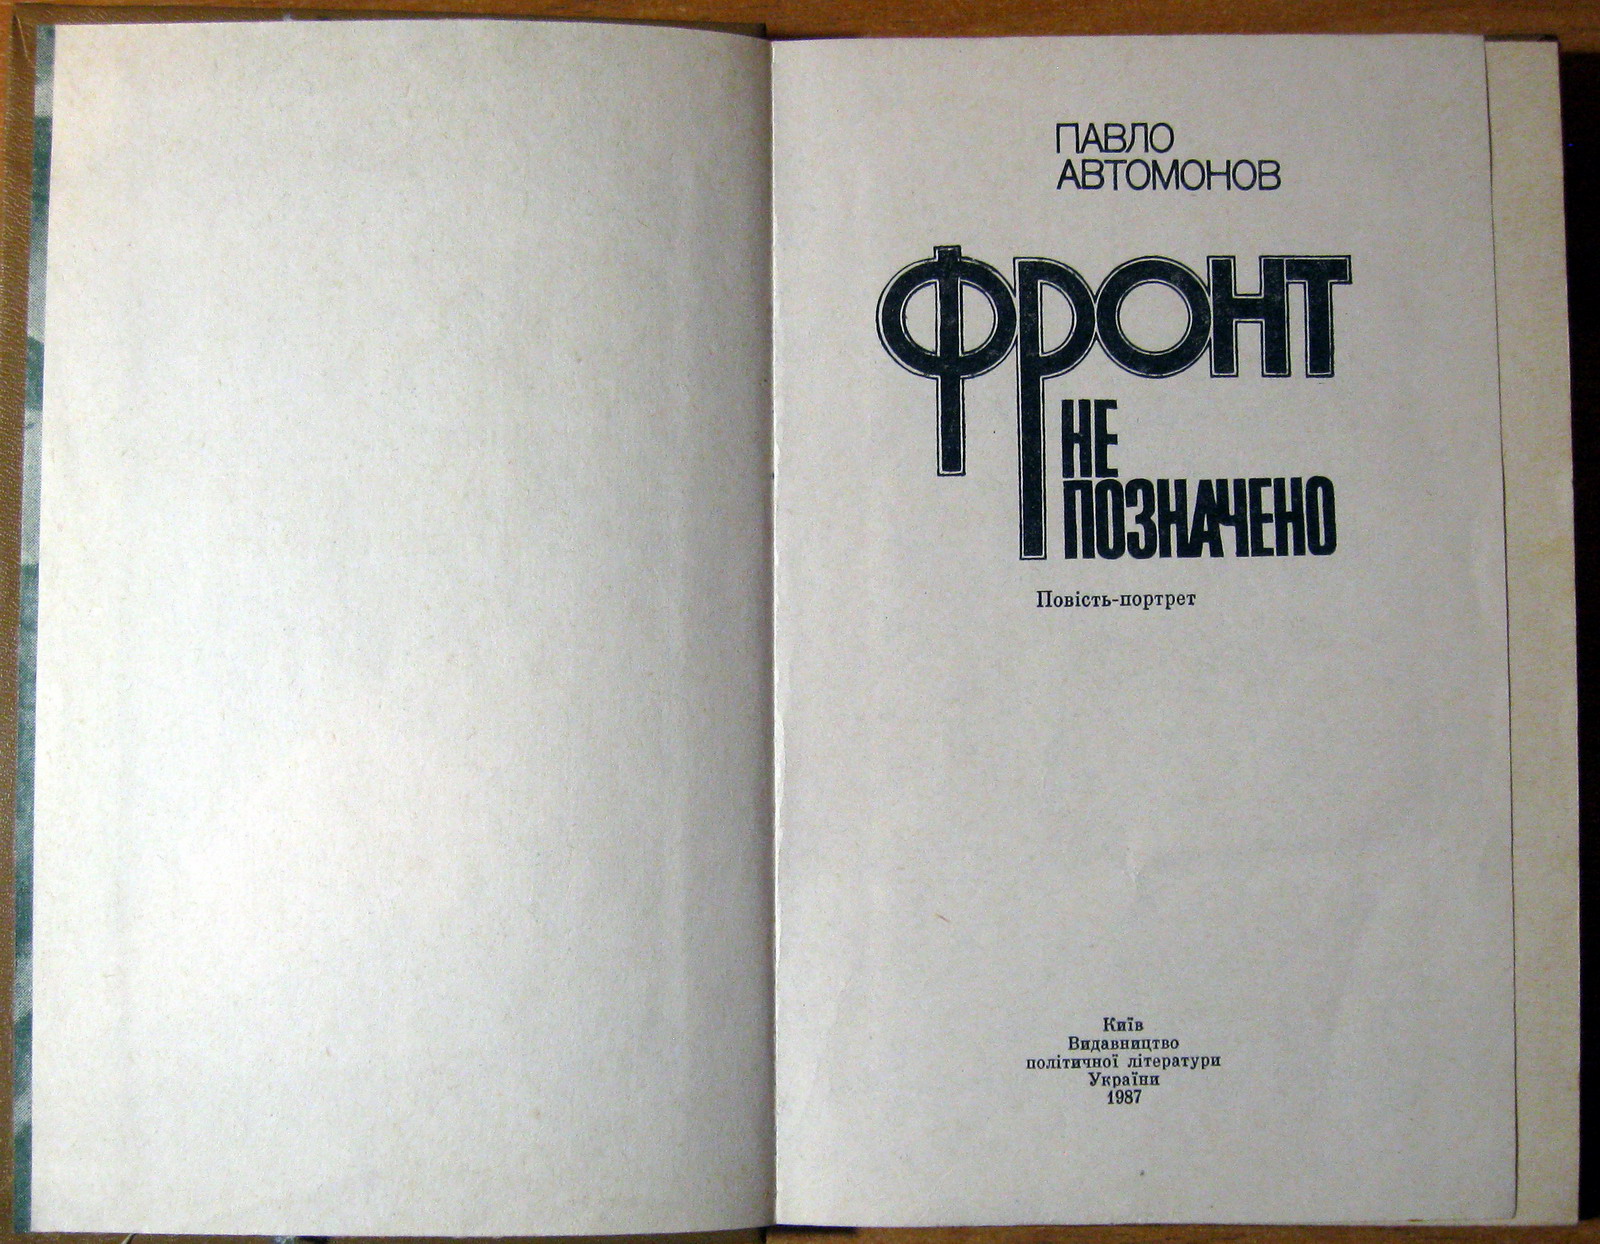 ПАВЛО
АВТОМОНОВ
ФРОНТ
НЕ
ПОЗНАЧЕНО
Повість-портрет
Київ
Видавництво
політичної літератури
України
1987